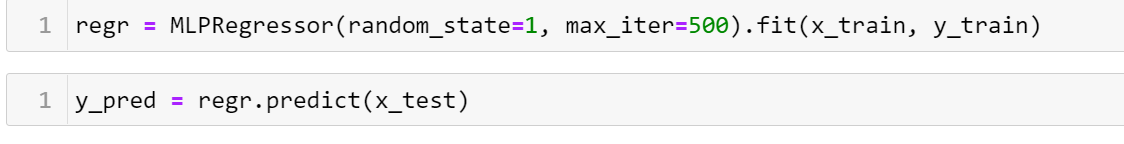 1 regr = MLPRegressor(random_state=1, max_iter=500).fit(x_train, y_train)
1 y_pred = regr.predict(x_test)